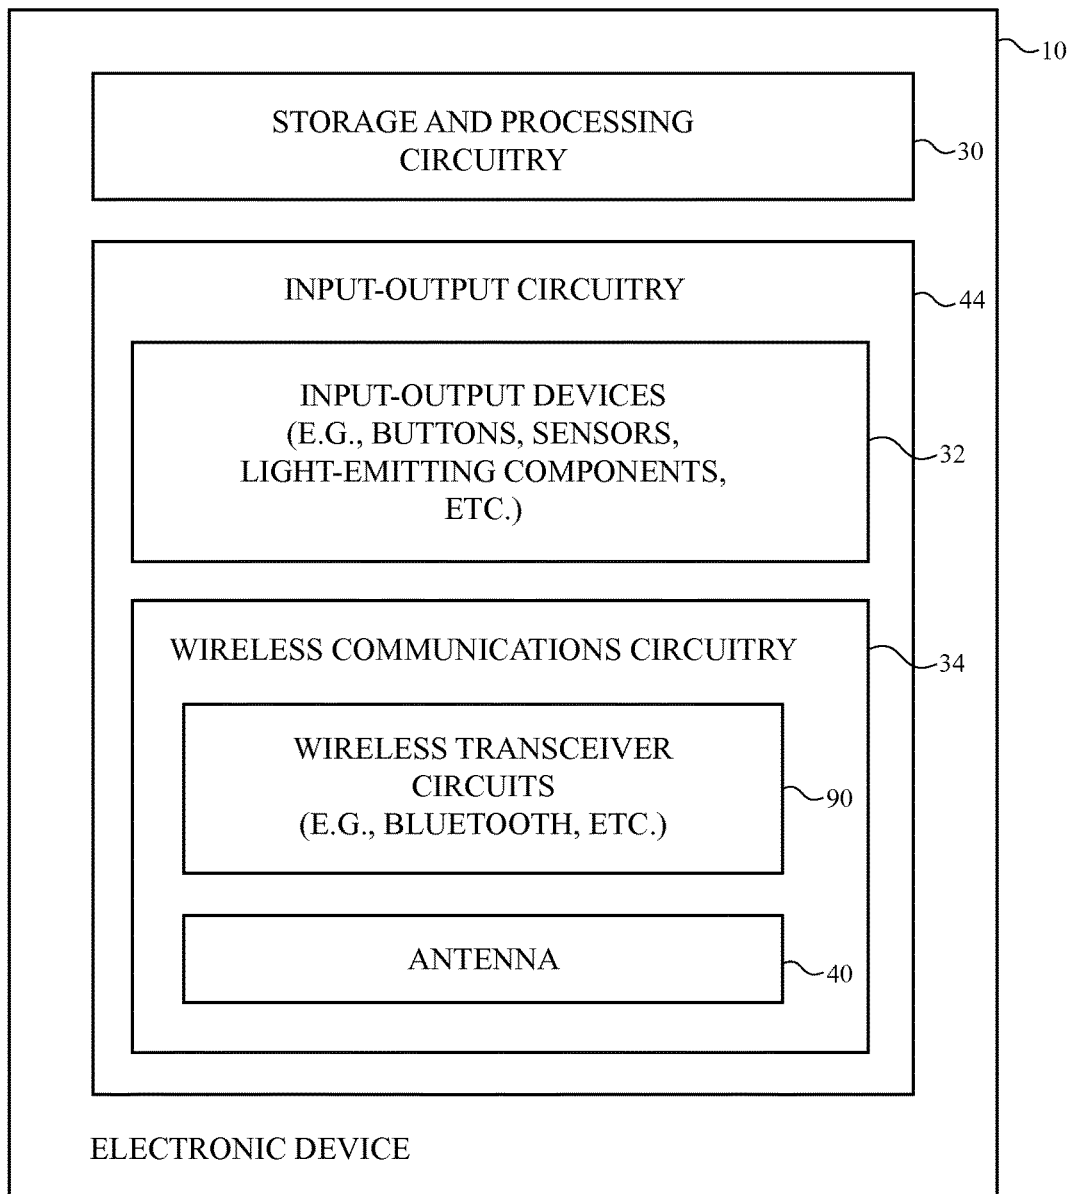 10
STORAGE AND PROCESSING
CIRCUITRY
30
INPUT-OUTPUT CIRCUITRY
44
INPUT-OUTPUT DEVICES
(E.G., BUTTONS, SENSORS,
LIGHT-EMITTING COMPONENTS,
ETC.)
32
WIRELESS COMMUNICATIONS CIRCUITRY
34
WIRELESS TRANSCEIVER
CIRCUITS
(E.G., BLUETOOTH, ETC.)
90
ANTENNA
40
ELECTRONIC DEVICE